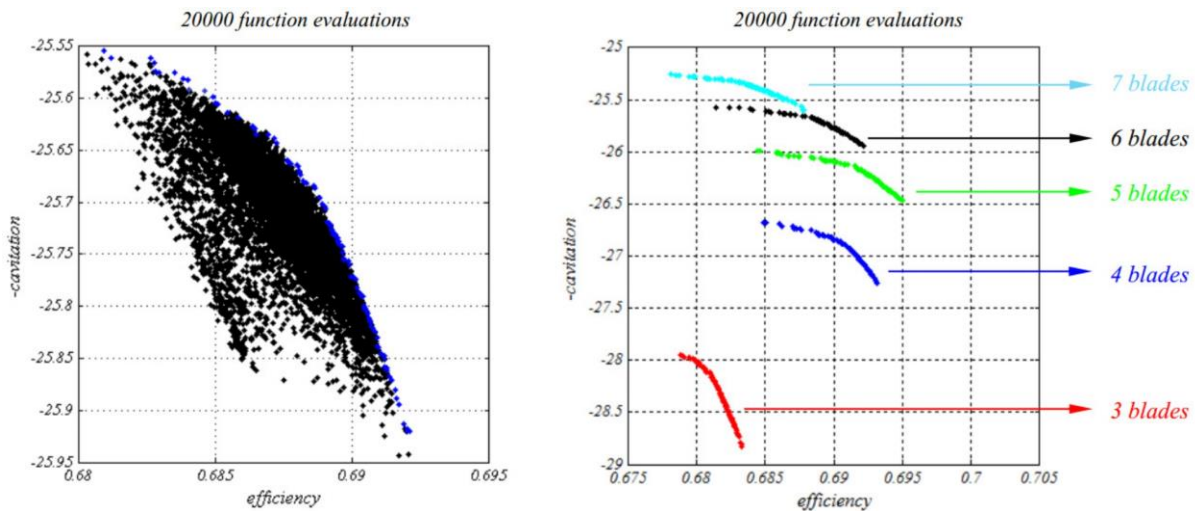 20000 function evaluations
-25.55
-25.6
-25.65
-25.7
-25.75
-25.8
-25.85
-25.9
-25.95
-cavitation
0.68
0.685
0.69
0.695
efficiency
20000 function evaluations
-25
-25.5
-26
-26.5
-27
-27.5
-28
-28.5
-29
-cavitation
0.675
0.68
0.685
0.69
0.695
0.7
0.705
efficiency
7 blades
6 blades
5 blades
4 blades
3 blades